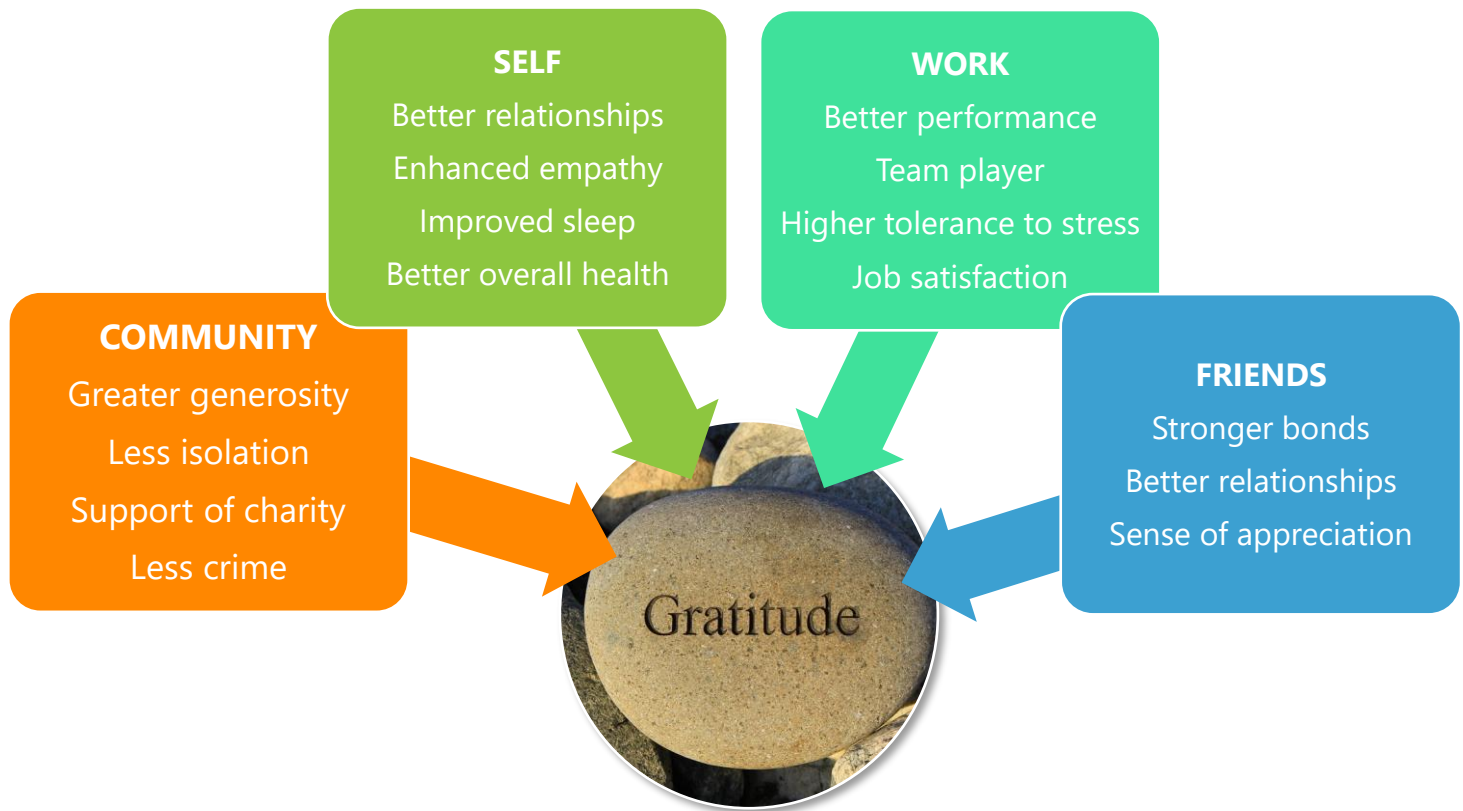 SELF
Better relationships
Enhanced empathy
Improved sleep
Better overall health
WORK
Better performance
Team player
Higher tolerance to stress
Job satisfaction
COMMUNITY
Greater generosity
Less isolation
Support of charity
Less crime
FRIENDS
Stronger bonds
Better relationships
Sense of appreciation
Gratitude